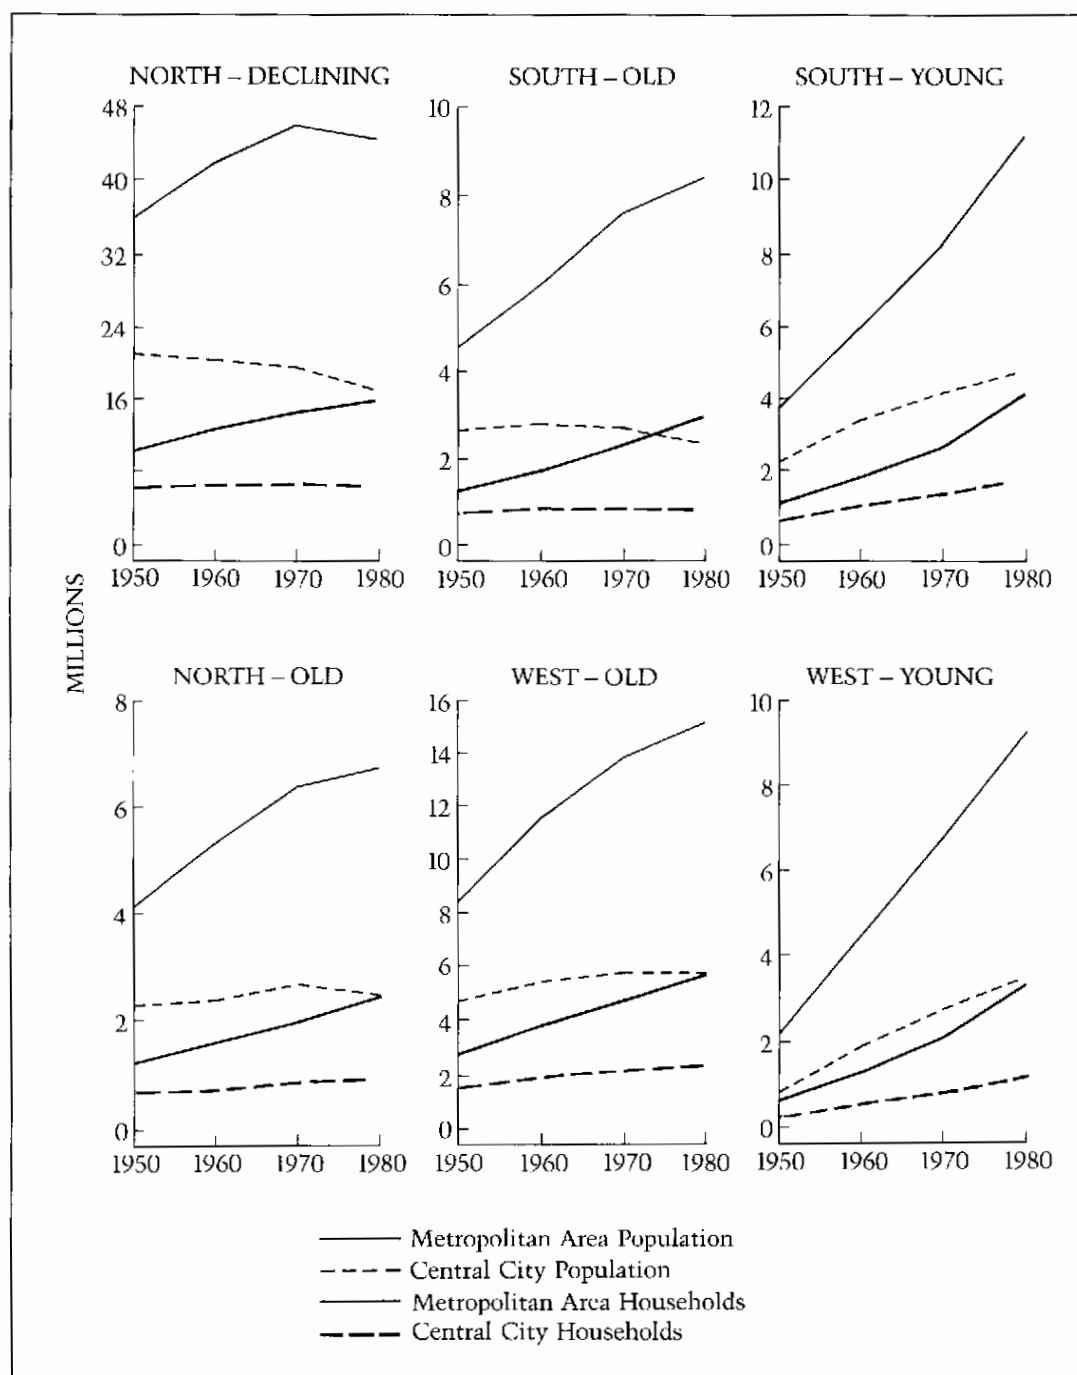 NORTH – DECLINING
48
40
32
24
16
0
1950 1960 1970 1980
SOUTH – OLD
10
8
6
4
2
0
1950 1960 1970 1980
SOUTH – YOUNG
12
10
8
6
4
2
0
1950 1960 1970 1980
MILLIONS
NORTH – OLD
8
6
4
2
0
1950 1960 1970 1980
WEST – OLD
16
14
12
10
8
6
4
2
0
1950 1960 1970 1980
WEST – YOUNG
10
8
6
4
2
0
1950 1960 1970 1980
Metropolitan Area Population
Central City Population
Metropolitan Area Households
Central City Households